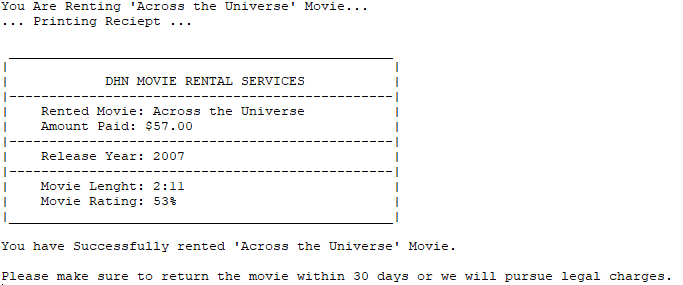 You Are Renting 'Across the Universe' Movie...
... Printing Reciept ...
DHN MOVIE RENTAL SERVICES
Rented Movie: Across the Universe
Amount Paid: $57.00
Release Year: 2007
Movie Lenght: 2:11
Movie Rating: 53%
You have Successfully rented 'Across the Universe' Movie.
Please make sure to return the movie within 30 days or we will pursue legal charges.